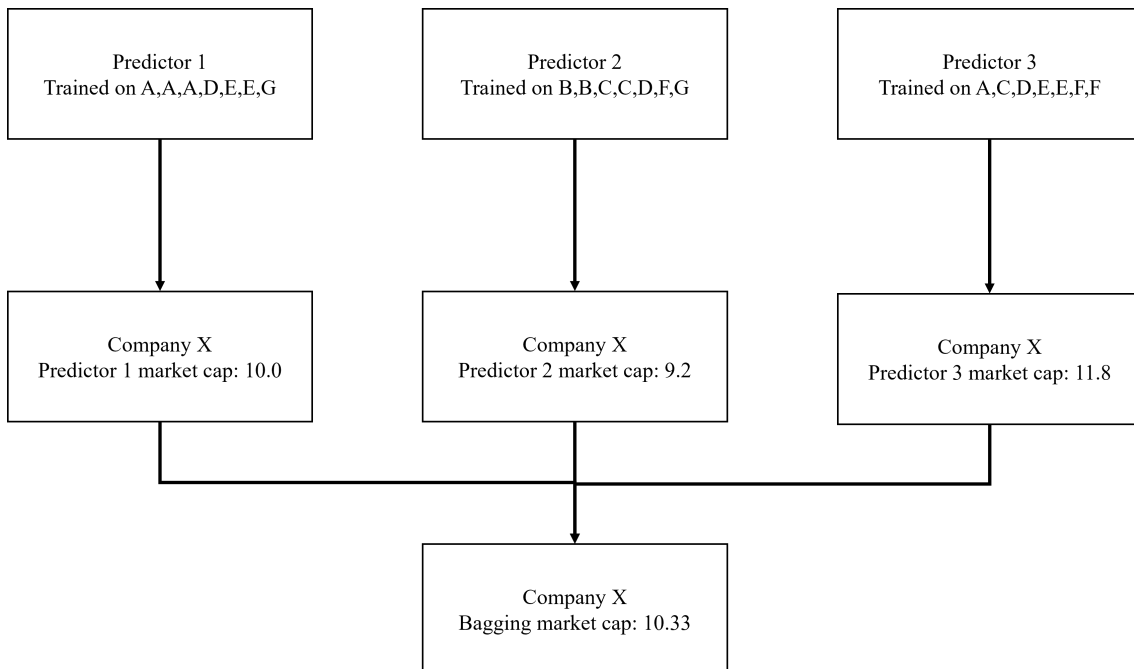 Predictor 1
Trained on A,A,A,D,E,E,G
Predictor 2
Trained on B,B,C,C,D,F,G
Predictor 3
Trained on A,C,D,E,E,F,F
Company X
Predictor 1 market cap: 10.0
Company X
Predictor 2 market cap: 9.2
Company X
Predictor 3 market cap: 11.8
Company X
Bagging market cap: 10.33